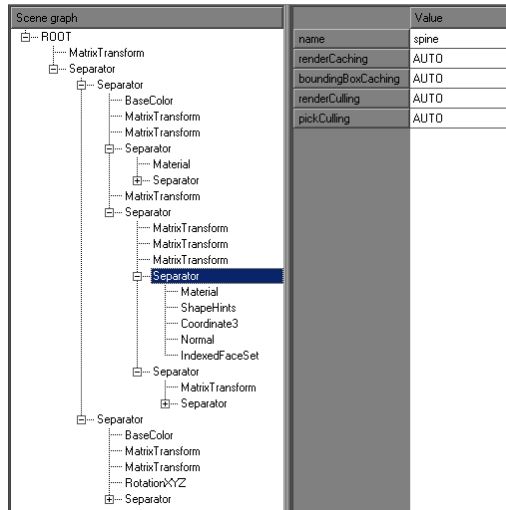 Scene graph
ROOT
MatrixTransform
Separator
Separator
BaseColor
MatrixTransform
MatrixTransform
Separator
Material
Separator
MatrixTransform
Separator
MatrixTransform
MatrixTransform
MatrixTransform
Separator
Material
ShapeHints
Coordinate3
Normal
IndexedFaceSet
Separator
MatrixTransform
Separator
Separator
BaseColor
MatrixTransform
MatrixTransform
RotationXYZ
Separator
Value
name spine
renderCaching AUTO
boundingBoxCaching AUTO
renderCulling AUTO
pickCulling AUTO